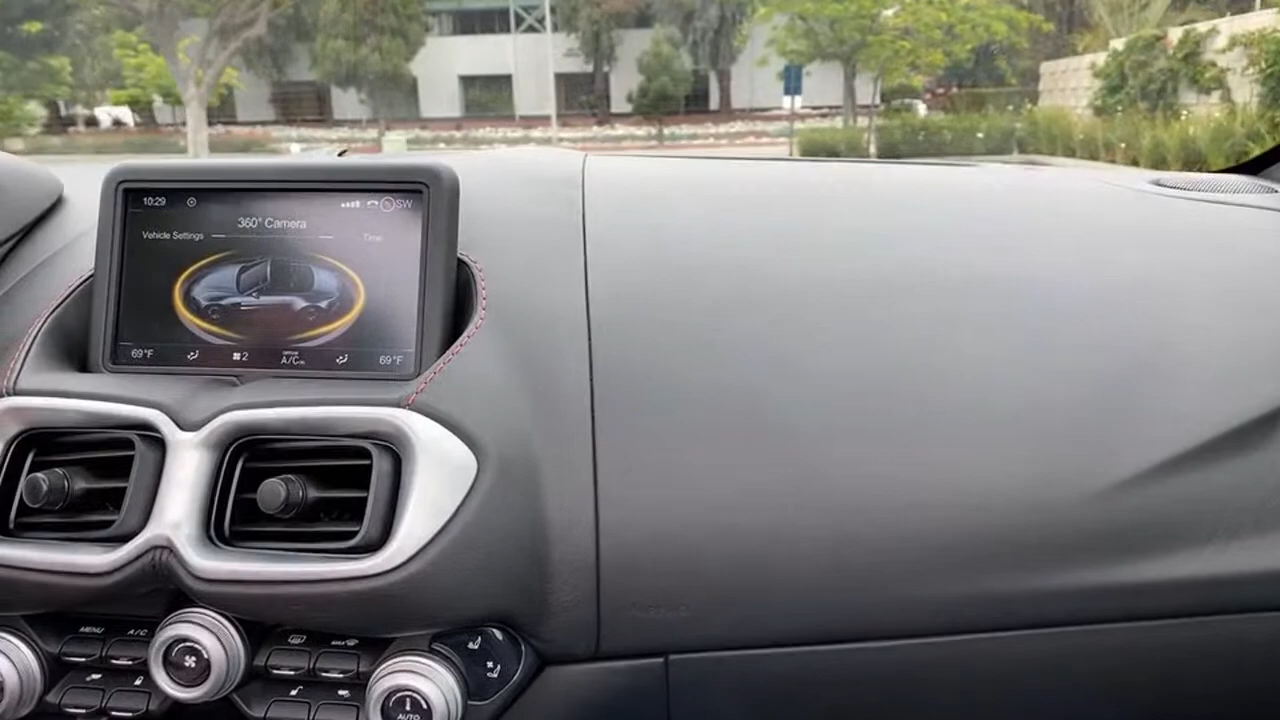 10:29 SW
360° Camera
Vehicle Settings Time
69°F 2 A/C 69°F
MENU A/C
AUTO